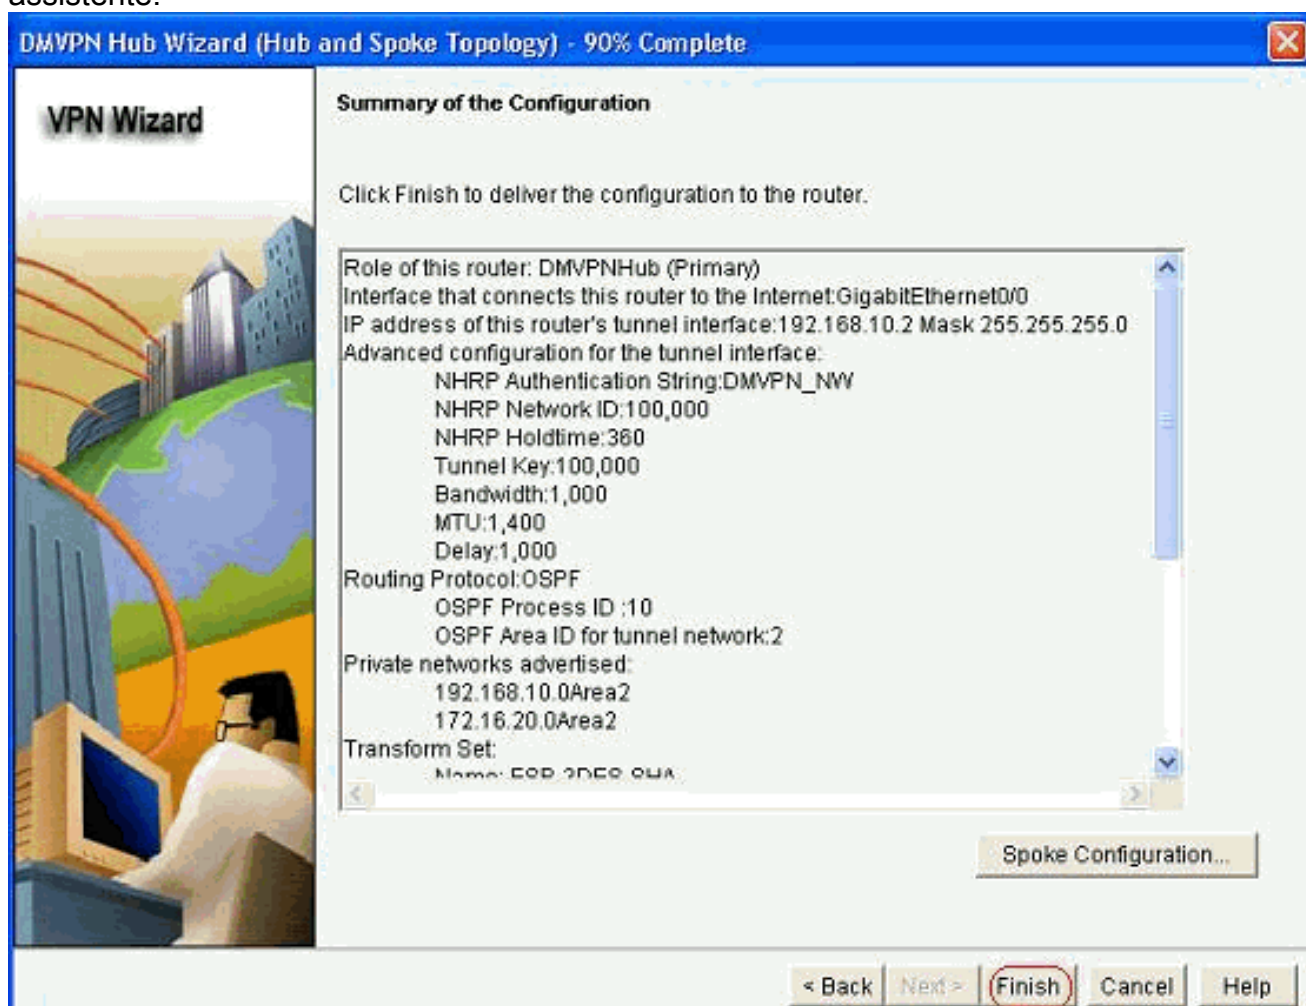 assistente.
DMVPN Hub Wizard (Hub and Spoke Topology) - 90% Complete
VPN Wizard
Summary of the Configuration
Click Finish to deliver the configuration to the router.
Role of this router: DMVPNHub (Primary)
Interface that connects this router to the Internet:GigabitEthernet0/0
IP address of this router's tunnel interface:192.168.10.2 Mask 255.255.255.0
Advanced configuration for the tunnel interface:
NHRP Authentication String:DMVPN_NW
NHRP Network ID:100,000
NHRP Holdtime:360
Tunnel Key:100,000
Bandwidth:1,000
MTU:1,400
Delay:1,000
Routing Protocol:OSPF
OSPF Process ID :10
OSPF Area ID for tunnel network:2
Private networks advertised:
192.168.10.0Area2
172.16.20.0Area2
Transform Set:
Name: ESP-3DES-SHA
Spoke Configuration...
< Back Next > Finish Cancel Help